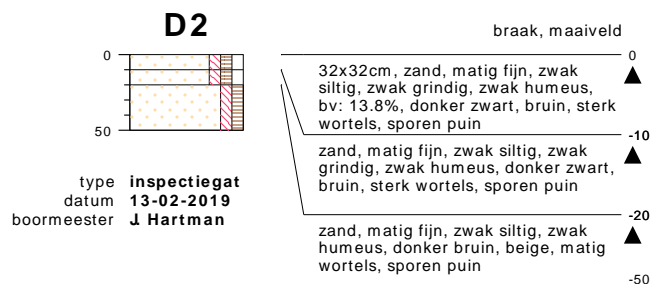 D2
braak, maaiveld
0
50
type inspectiegat
datum 13-02-2019
boormeester J. Hartman
0
32x32cm, zand, matig fijn, zwak
siltig, zwak grindig, zwak humeus,
bv: 13.8%, donker zwart, bruin, sterk
wortels, sporen puin
-10
zand, matig fijn, zwak siltig, zwak
grindig, zwak humeus, donker zwart,
bruin, sterk wortels, sporen puin
-20
zand, matig fijn, zwak siltig, zwak
humeus, donker bruin, beige, matig
wortels, sporen puin
-50